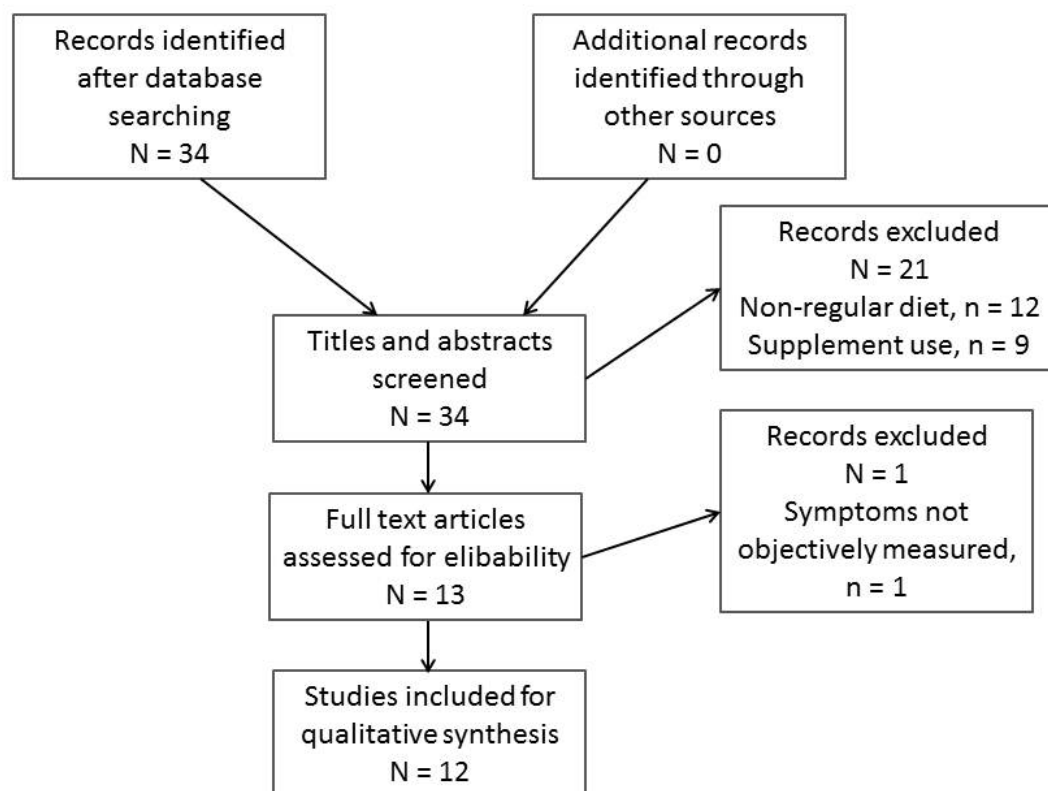 Records identified
after database
searching
N = 34
Additional records
identified through
other sources
N = 0
Records excluded
N = 21
Non-regular diet, n = 12
Supplement use, n = 9
Titles and abstracts
screened
N = 34
Records excluded
N = 1
Symptoms not
objectively measured,
n = 1
Full text articles
assessed for elibability
N = 13
Studies included for
qualitative synthesis
N = 12